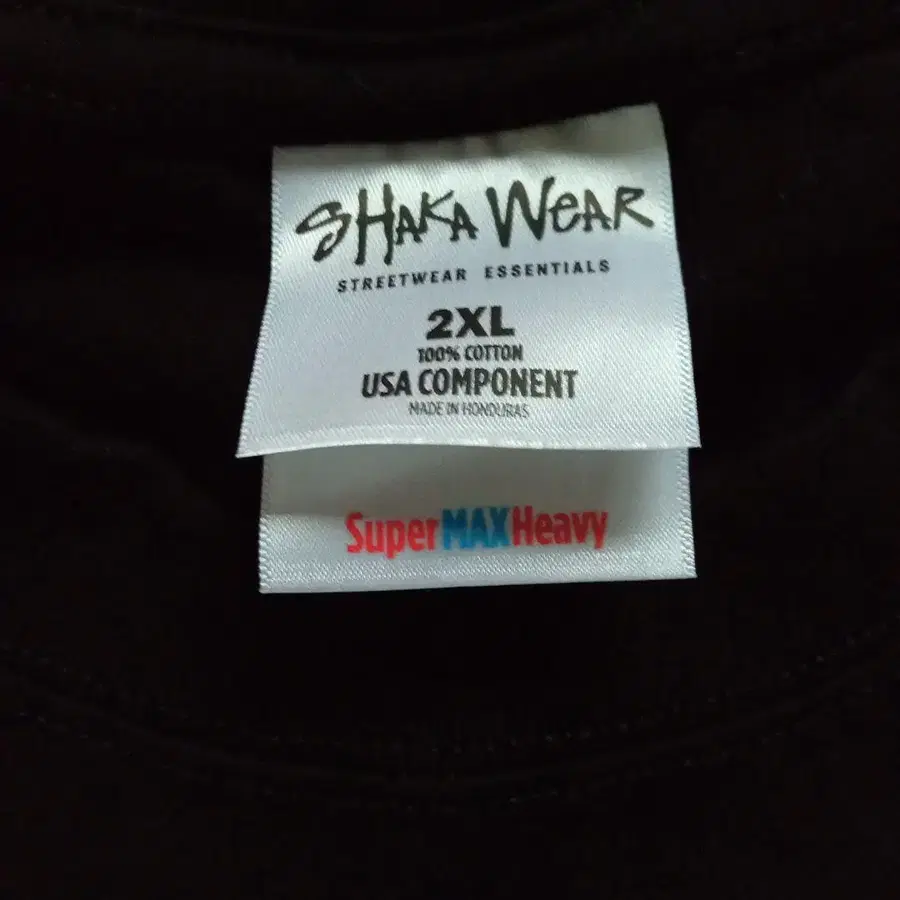 SHAKA WEAR
STREETWEAR ESSENTIALS
2XL
100% COTTON
USA COMPONENT
MADE IN HONDURAS
SuperMAXHeavy